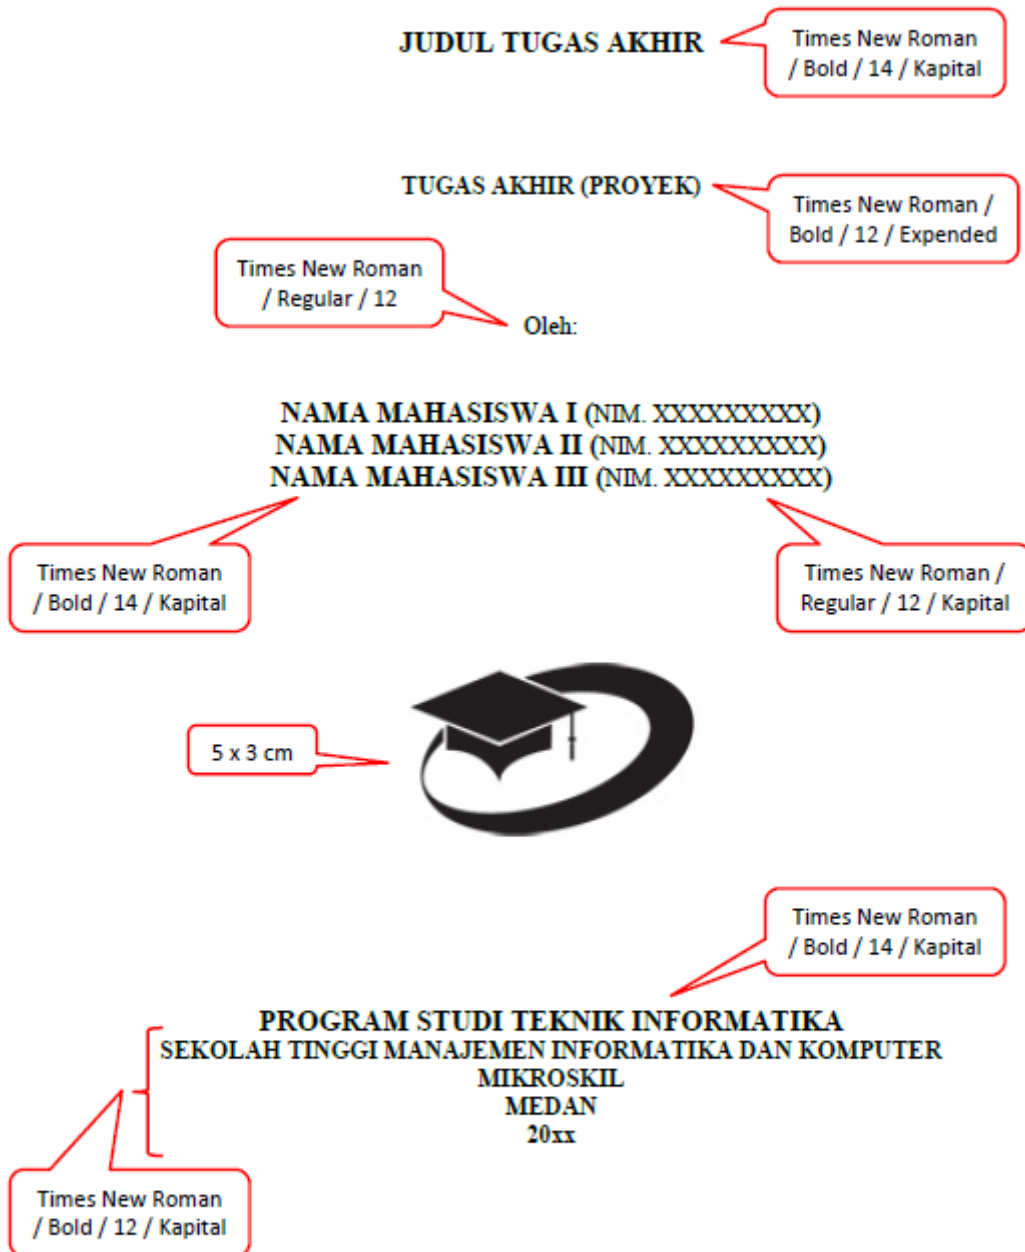 JUDUL TUGAS AKHIR
Times New Roman
/ Bold / 14 / Kapital
TUGAS AKHIR (PROYEK)
Times New Roman /
Bold / 12 / Expended
Times New Roman
/ Regular / 12
Oleh:
NAMA MAHASISWA I (NIM. XXXXXXXXX)
NAMA MAHASISWA II (NIM. XXXXXXXXX)
NAMA MAHASISWA III (NIM. XXXXXXXXX)
Times New Roman
/ Bold / 14 / Kapital
Times New Roman /
Regular / 12 / Kapital
5 x 3 cm
Times New Roman
/ Bold / 14 / Kapital
PROGRAM STUDI TEKNIK INFORMATIKA
SEKOLAH TINGGI MANAJEMEN INFORMATIKA DAN KOMPUTER
MIKROSKIL
MEDAN
20xx
Times New Roman
/ Bold / 12 / Kapital